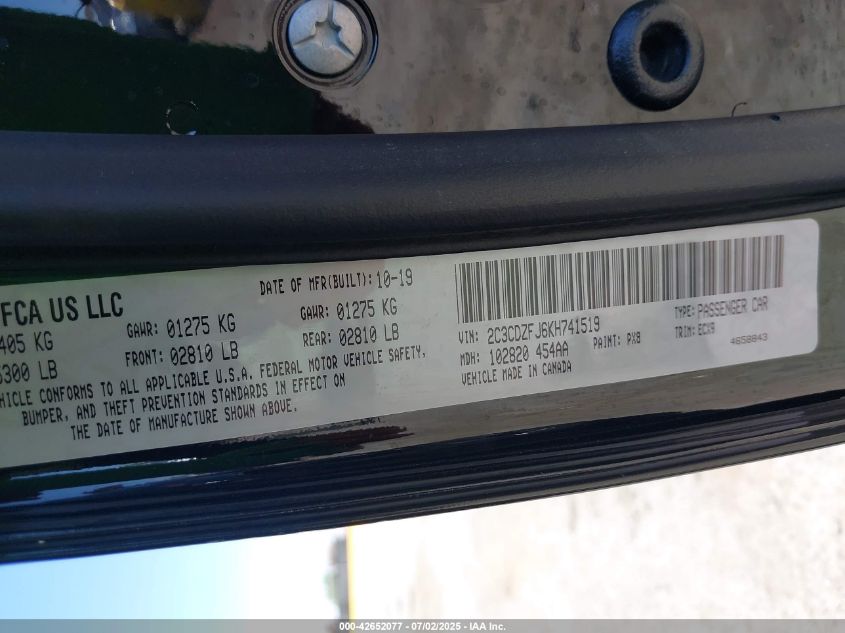 FCA US LLC
DATE OF MFR(BUILT): 10-19
405 KG
GAWR: 01275 KG
GAWR: 01275 KG
300 LB
FRONT: 02810 LB
REAR: 02810 LB
VEHICLE CONFORMS TO ALL APPLICABLE U.S.A. FEDERAL MOTOR VEHICLE SAFETY,
BUMPER, AND THEFT PREVENTION STANDARDS IN EFFECT ON
THE DATE OF MANUFACTURE SHOWN ABOVE.
VIN: 2C3CDZFJ6KH741519
TYPE: PASSENGER CAR
MDH: 102820 454AA
PAINT: PX8
TRIM: ECX9
VEHICLE MADE IN CANADA
4658843
000-42652077 - 07/02/2025 - IAA Inc.